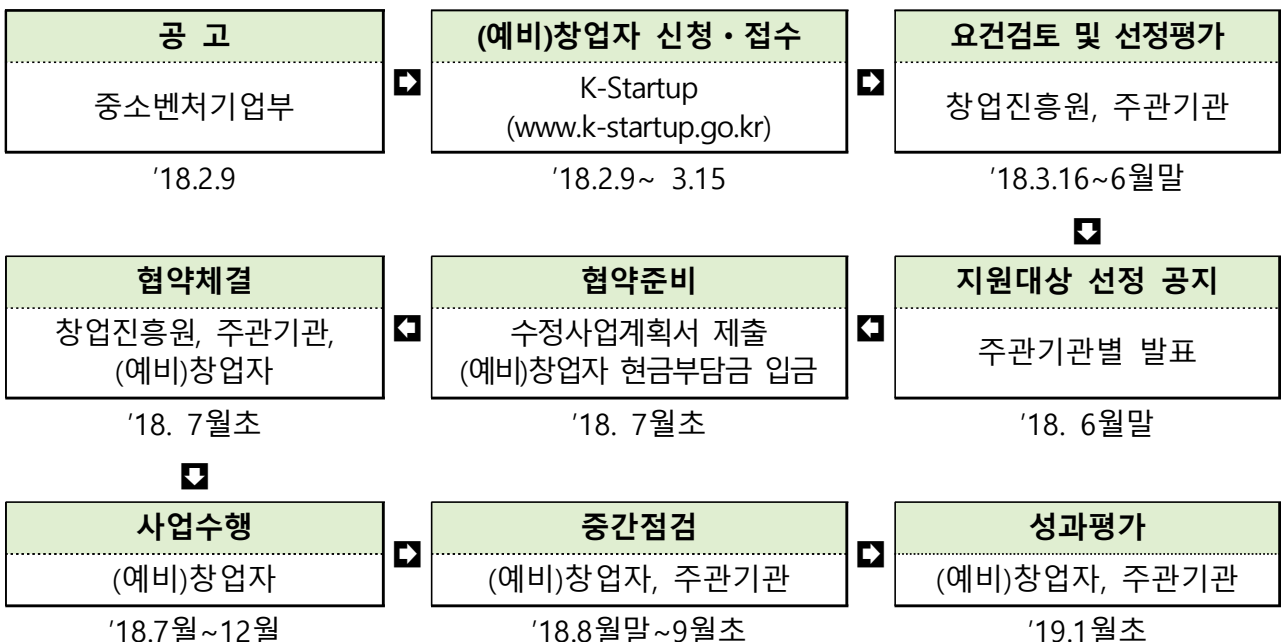 공 고
중소벤처기업부
'18.2.9
(예비)창업자 신청・접수
K-Startup
(www.k-startup.go.kr)
'18.2.9~ 3.15
요건검토 및 선정평가
창업진흥원, 주관기관
'18.3.16~6월말
지원대상 선정 공지
주관기관별 발표
'18. 6월말
협약준비
수정사업계획서 제출
(예비)창업자 현금부담금 입금
'18. 7월초
협약체결
창업진흥원, 주관기관,
(예비)창업자
'18. 7월초
사업수행
(예비)창업자
'18.7월~12월
중간점검
(예비)창업자, 주관기관
'18.8월말~9월초
성과평가
(예비)창업자, 주관기관
'19.1월초